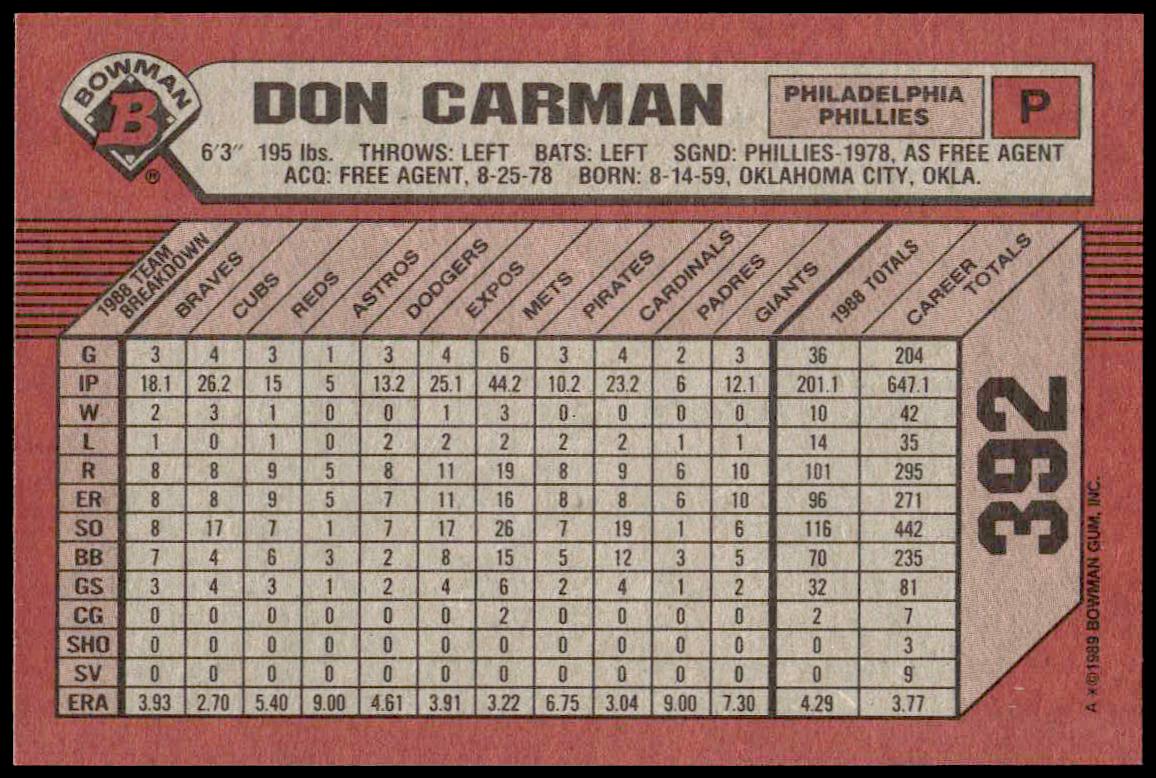 BOWMAN
B
®
DON CARMAN
PHILADELPHIA
PHILLIES
P
6'3" 195 lbs. THROWS: LEFT BATS: LEFT SGND: PHILLIES-1978, AS FREE AGENT
ACQ: FREE AGENT, 8-25-78 BORN: 8-14-59, OKLAHOMA CITY, OKLA.
1988 TEAM BREAKDOWN BRAVES CUBS REDS ASTROS DODGERS EXPOS METS PIRATES CARDINALS PADRES GIANTS 1988 TOTALS CAREER TOTALS
G 3 4 3 1 3 4 6 3 4 2 3 36 204
IP 18.1 26.2 15 5 13.2 25.1 44.2 10.2 23.2 6 12.1 201.1 647.1
W 2 3 1 0 0 1 3 0 0 0 0 10 42
L 1 0 1 0 2 2 2 2 2 1 1 14 35
R 8 8 9 5 8 11 19 8 9 6 10 101 295
ER 8 8 9 5 7 11 16 8 8 6 10 96 271
SO 8 17 7 1 7 17 26 7 19 1 6 116 442
BB 7 4 6 3 2 8 15 5 12 3 5 70 235
GS 3 4 3 1 2 4 6 2 4 1 2 32 81
CG 0 0 0 0 0 0 2 0 0 0 0 2 7
SHO 0 0 0 0 0 0 0 0 0 0 0 0 3
SV 0 0 0 0 0 0 0 0 0 0 0 0 9
ERA 3.93 2.70 5.40 9.00 4.61 3.91 3.22 6.75 3.04 9.00 7.30 4.29 3.77
392
A*©1989 BOWMAN GUM, INC.